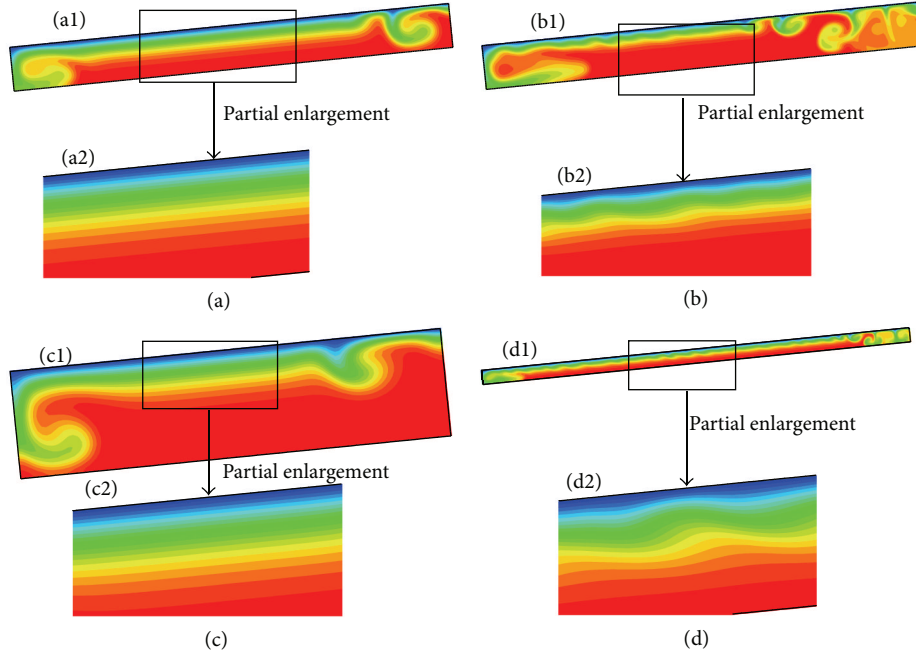 (a1)
Partial enlargement
(a2)
(a)
(b1)
Partial enlargement
(b2)
(b)
(c1)
Partial enlargement
(c2)
(c)
(d1)
Partial enlargement
(d2)
(d)